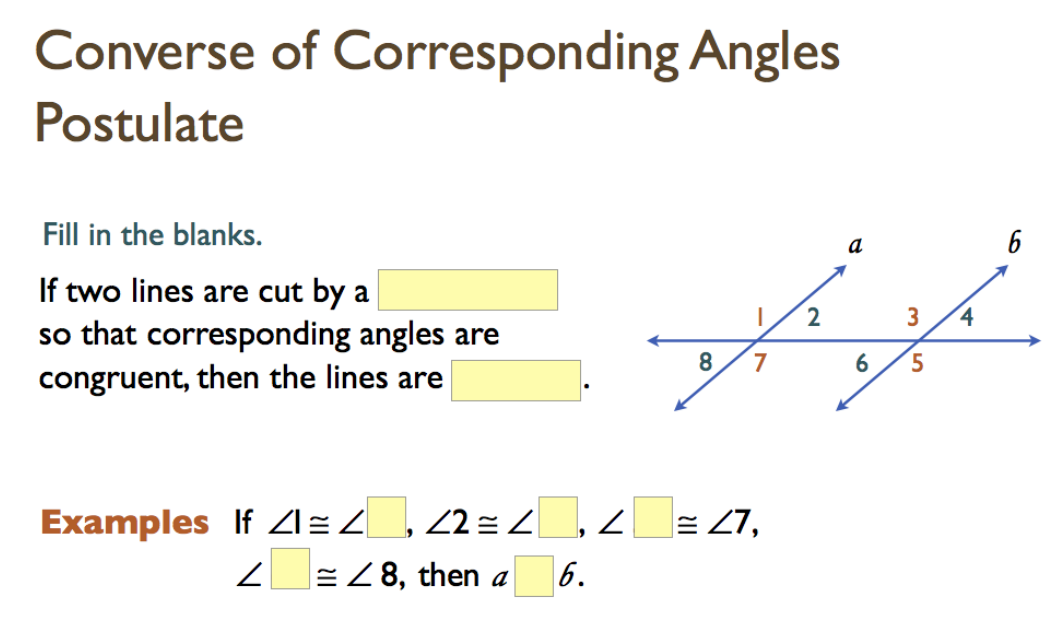 Converse of Corresponding Angles
Postulate
Fill in the blanks.
If two lines are cut by a
so that corresponding angles are
congruent, then the lines are .
a b
1 2 3 4
8 7 6 5
Examples If ∠1 ≅ ∠ , ∠2 ≅ ∠ , ∠ ≅ ∠7,
∠ ≅ ∠8, then a b.